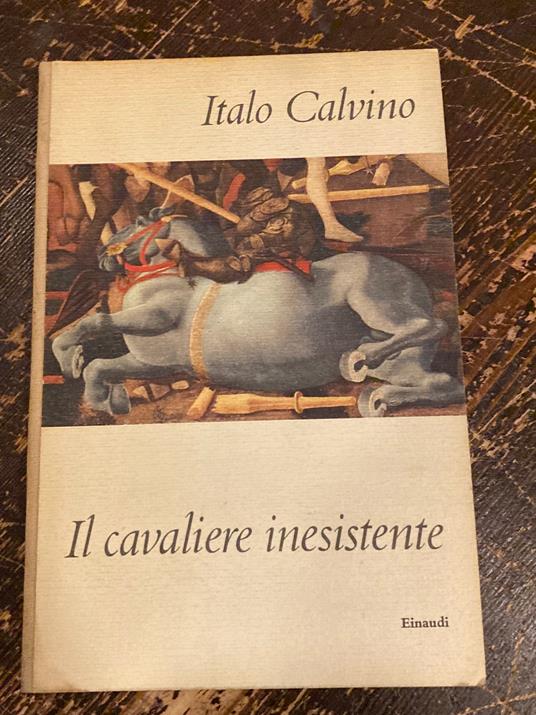 Italo Calvino
Il cavaliere inesistente
Einaudi